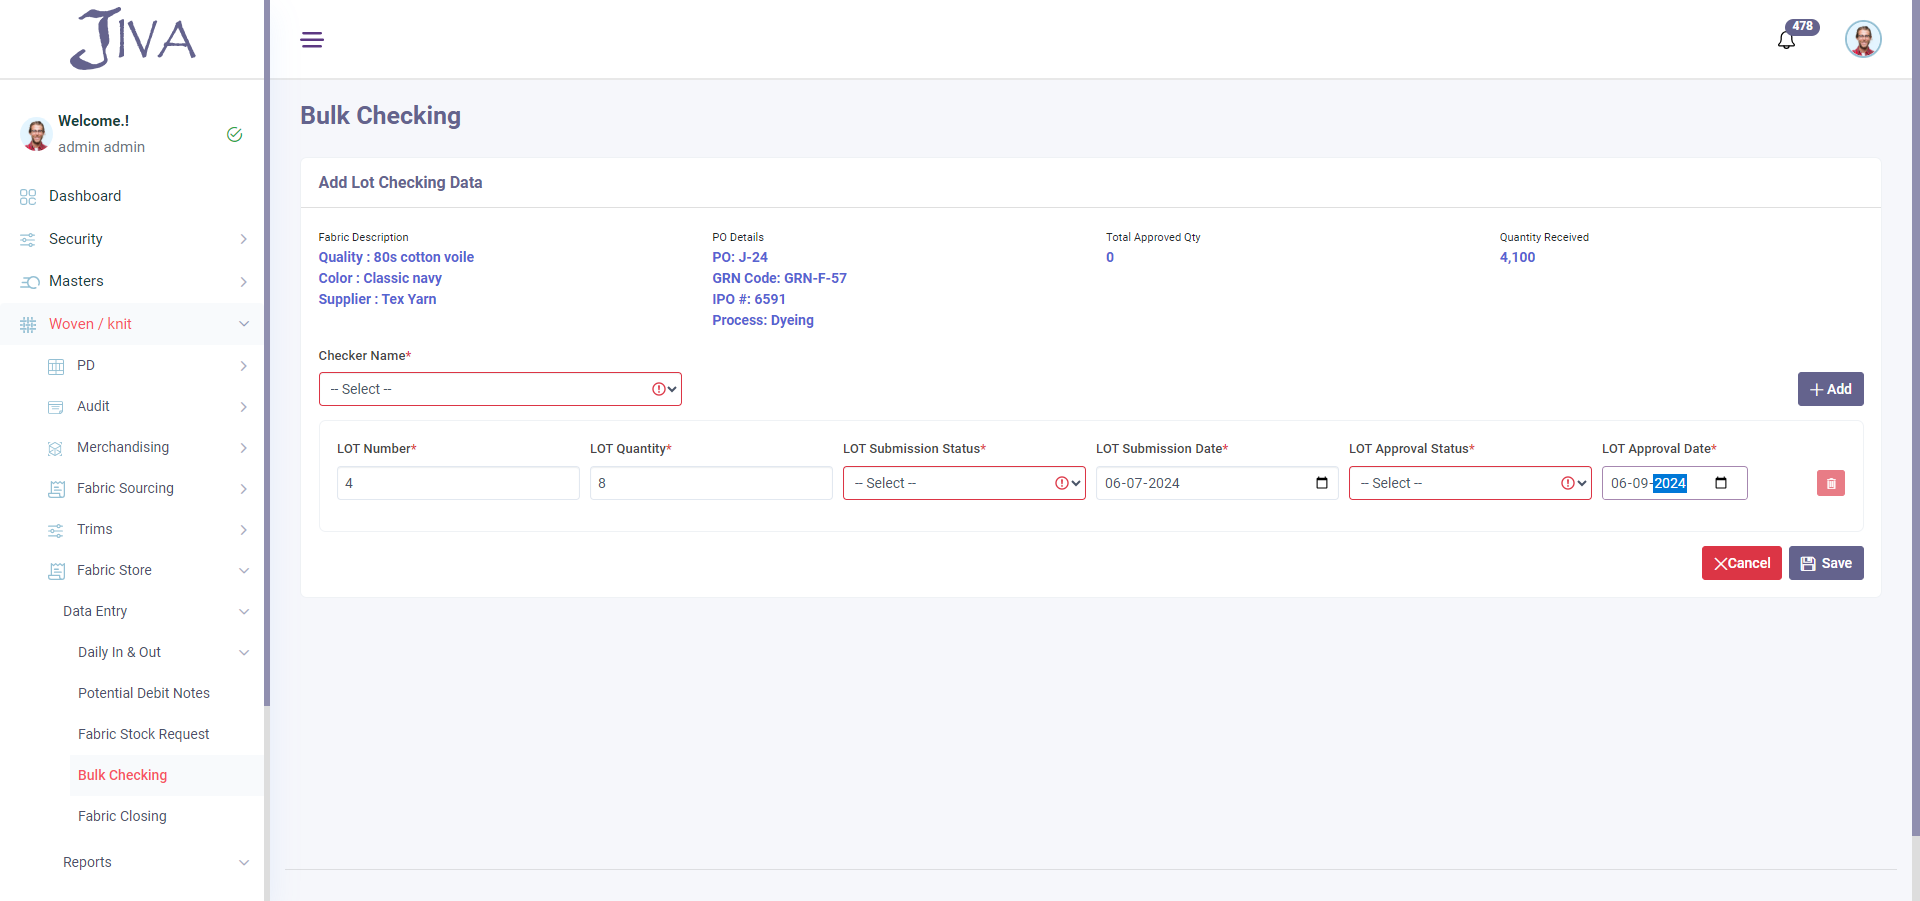 JIVA
478
Welcome.!
admin admin
Dashboard
Security
Masters
Woven / knit
PD
Audit
Merchandising
Fabric Sourcing
Trims
Fabric Store
Data Entry
Daily In & Out
Potential Debit Notes
Fabric Stock Request
Bulk Checking
Fabric Closing
Reports
Bulk Checking
Add Lot Checking Data
Fabric Description
Quality : 80s cotton voile
Color : Classic navy
Supplier : Tex Yarn
PO Details
PO: J-24
GRN Code: GRN-F-57
IPO #: 6591
Process: Dyeing
Total Approved Qty
0
Quantity Received
4,100
Checker Name*
-- Select --
Add
LOT Number* LOT Quantity* LOT Submission Status* LOT Submission Date* LOT Approval Status* LOT Approval Date*
4 8 -- Select -- 06-07-2024 -- Select -- 06-09-2024
Cancel Save